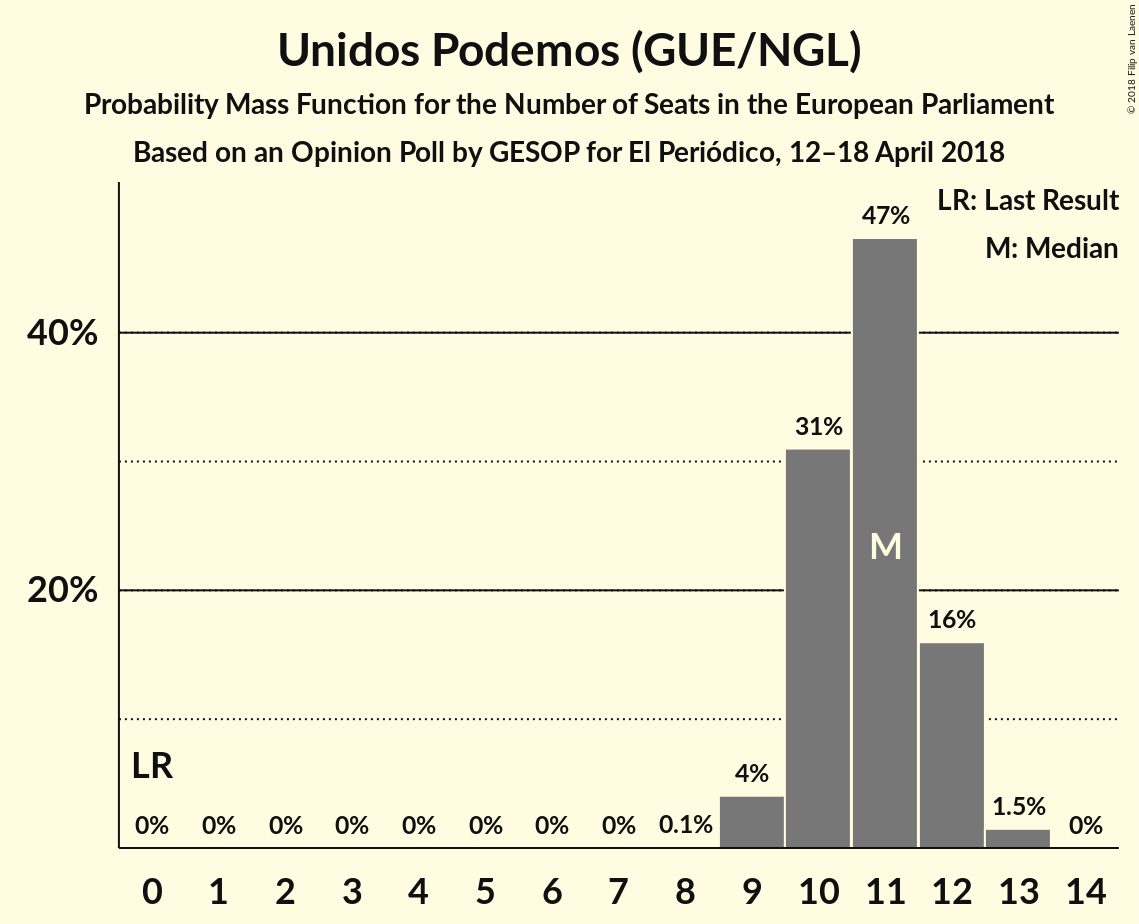 Unidos Podemos (GUE/NGL)
Probability Mass Function for the Number of Seats in the European Parliament
Based on an Opinion Poll by GESOP for El Periódico, 12–18 April 2018
© 2018 Filip van Laenen
LR: Last Result
M: Median
47%
40%
31%
M
20%
16%
LR
4%
1.5%
0% 0% 0% 0% 0% 0% 0% 0% 0.1% 0%
0 1 2 3 4 5 6 7 8 9 10 11 12 13 14